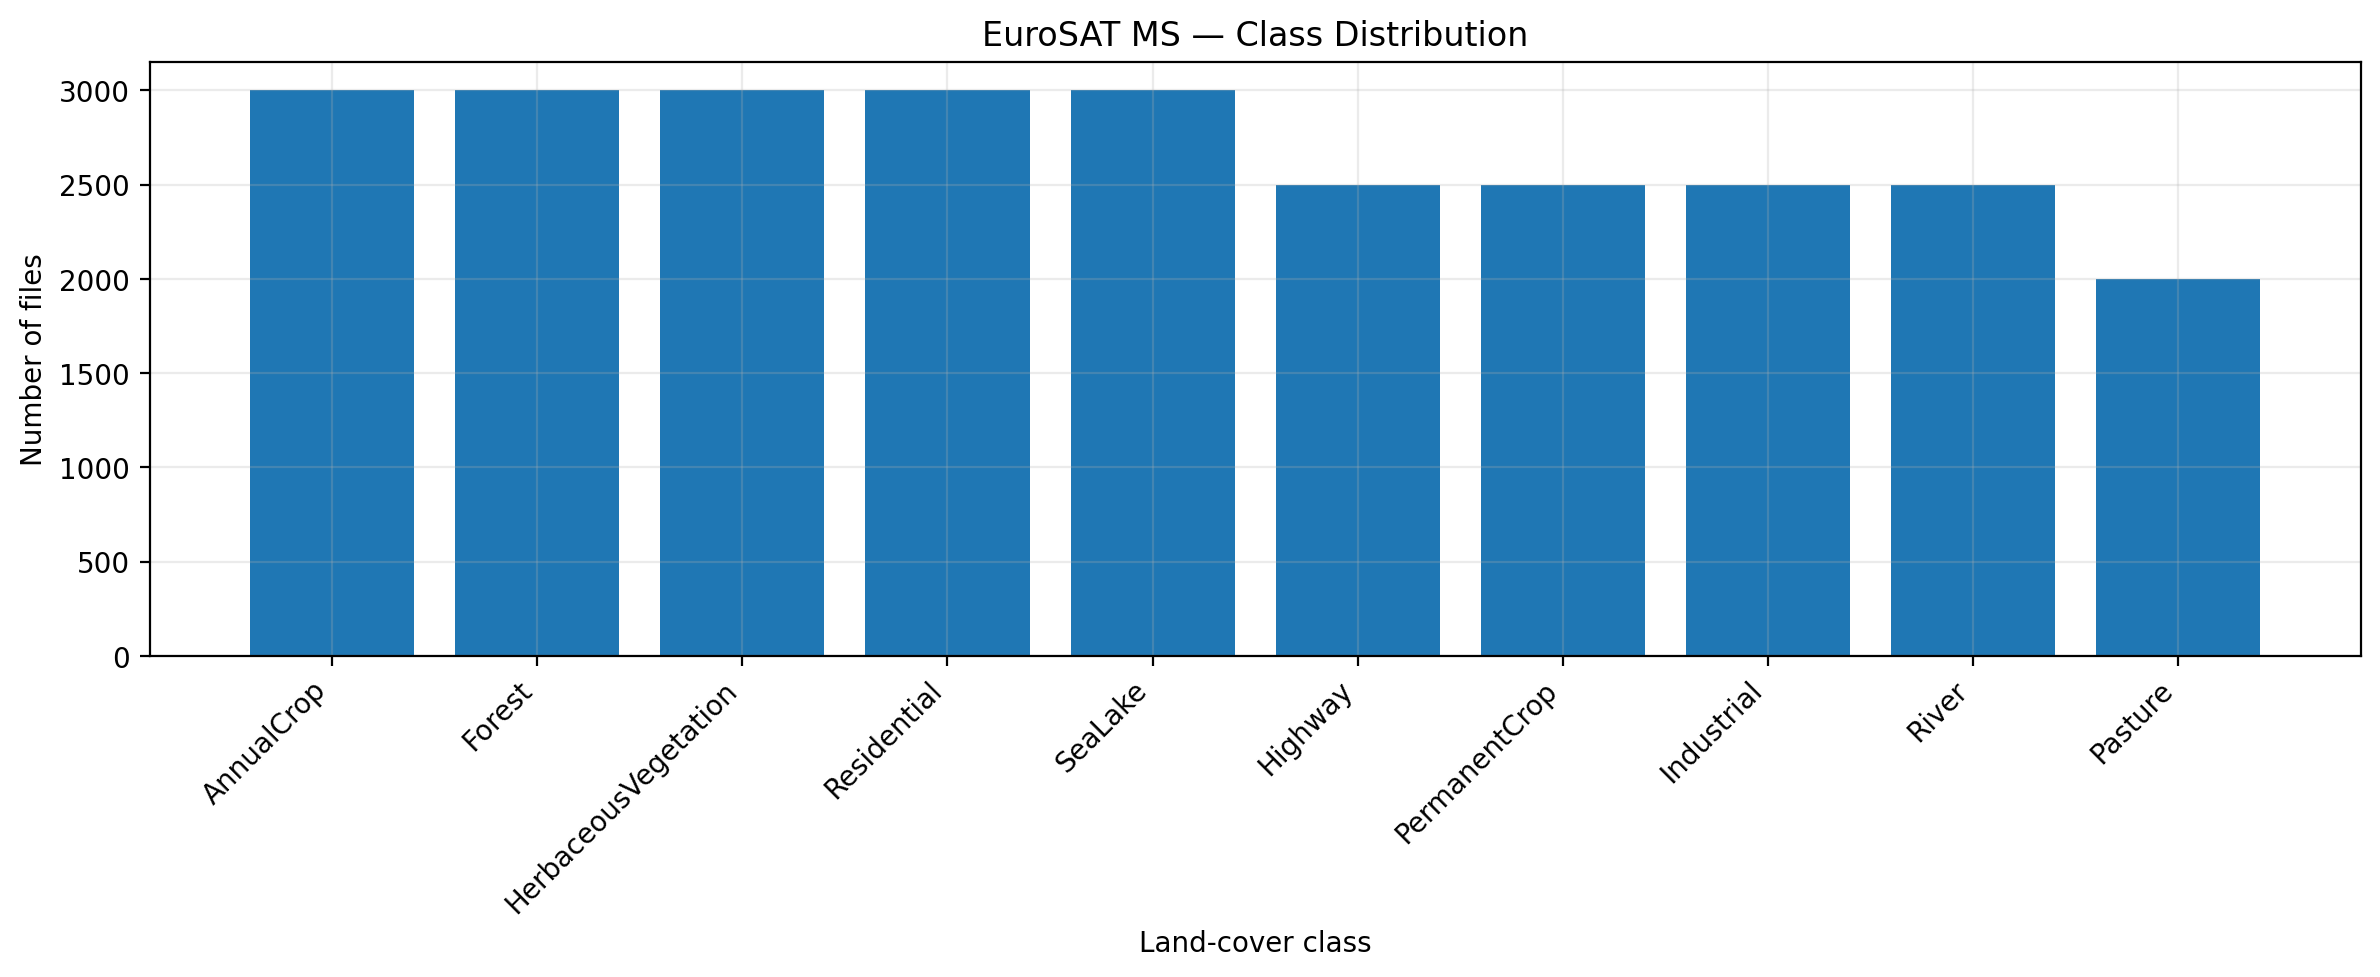 EuroSAT MS — Class Distribution
Number of files
3000
2500
2000
1500
1000
500
0
AnnualCrop
Forest
HerbaceousVegetation
Residential
SeaLake
Highway
PermanentCrop
Industrial
River
Pasture
Land-cover class